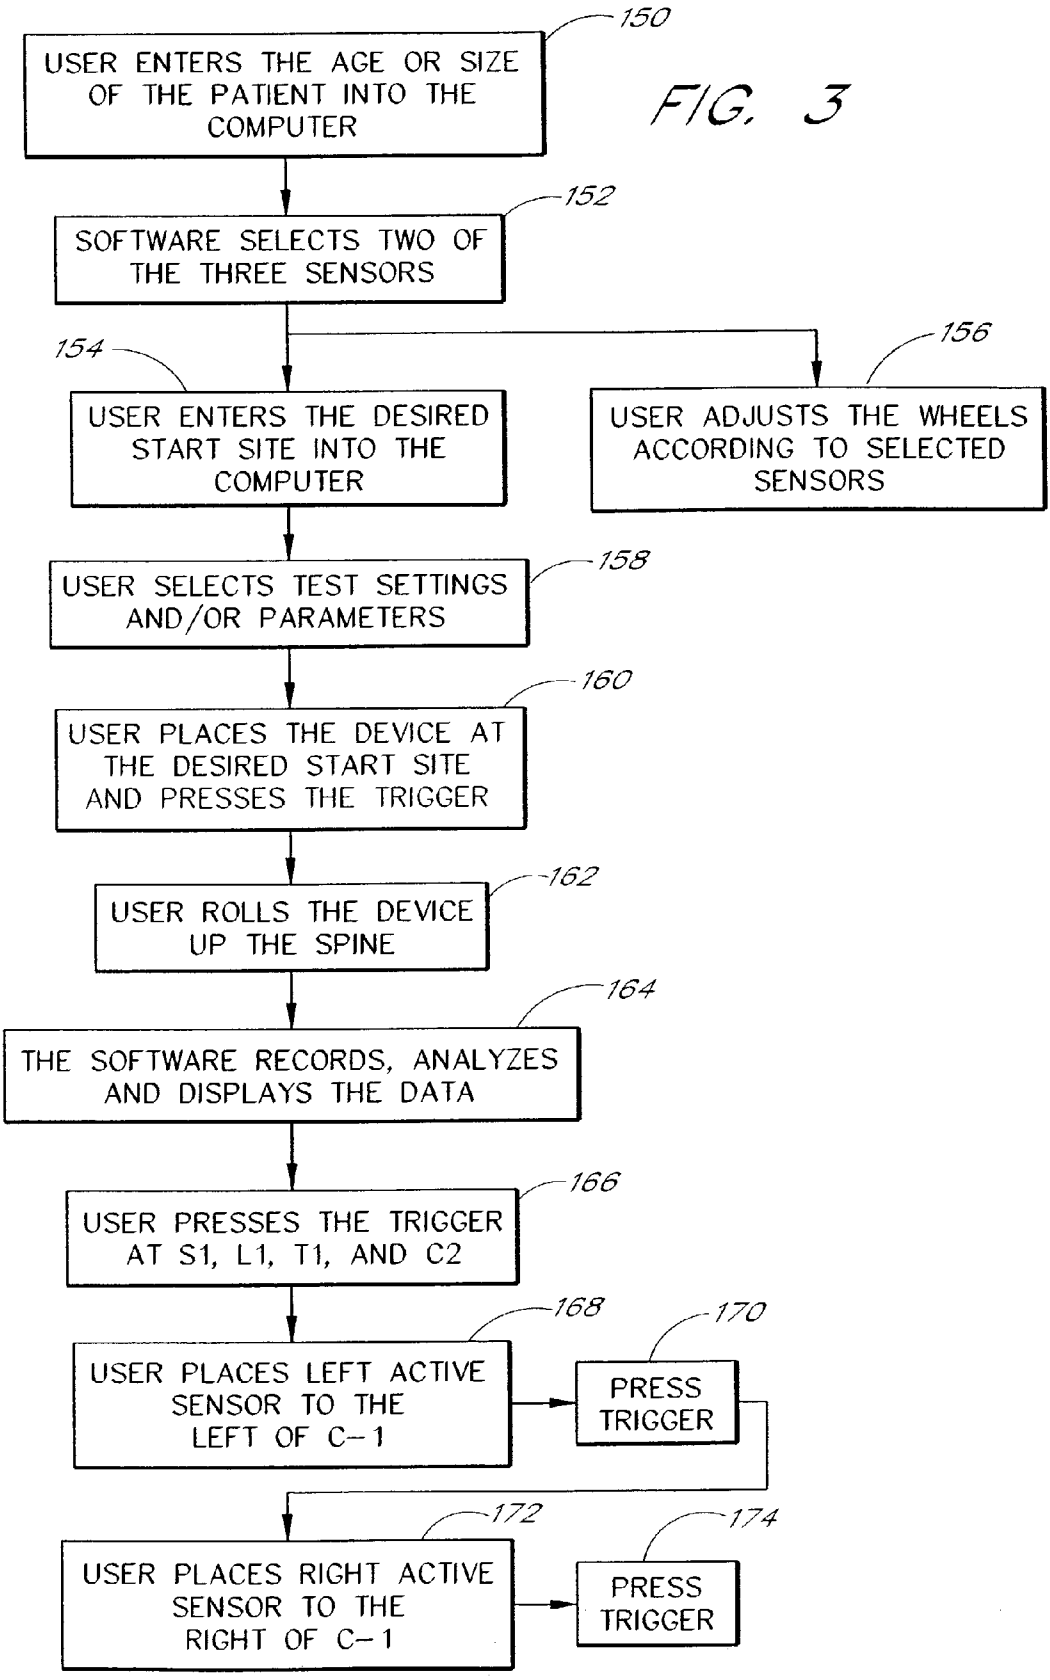 150
USER ENTERS THE AGE OR SIZE
OF THE PATIENT INTO THE
COMPUTER
FIG. 3
152
SOFTWARE SELECTS TWO OF
THE THREE SENSORS
154
USER ENTERS THE DESIRED
START SITE INTO THE
COMPUTER
156
USER ADJUSTS THE WHEELS
ACCORDING TO SELECTED
SENSORS
158
USER SELECTS TEST SETTINGS
AND/OR PARAMETERS
160
USER PLACES THE DEVICE AT
THE DESIRED START SITE
AND PRESSES THE TRIGGER
162
USER ROLLS THE DEVICE
UP THE SPINE
164
THE SOFTWARE RECORDS, ANALYZES
AND DISPLAYS THE DATA
166
USER PRESSES THE TRIGGER
AT S1, L1, T1, AND C2
168
USER PLACES LEFT ACTIVE
SENSOR TO THE
LEFT OF C-1
170
PRESS
TRIGGER
172
USER PLACES RIGHT ACTIVE
SENSOR TO THE
RIGHT OF C-1
174
PRESS
TRIGGER